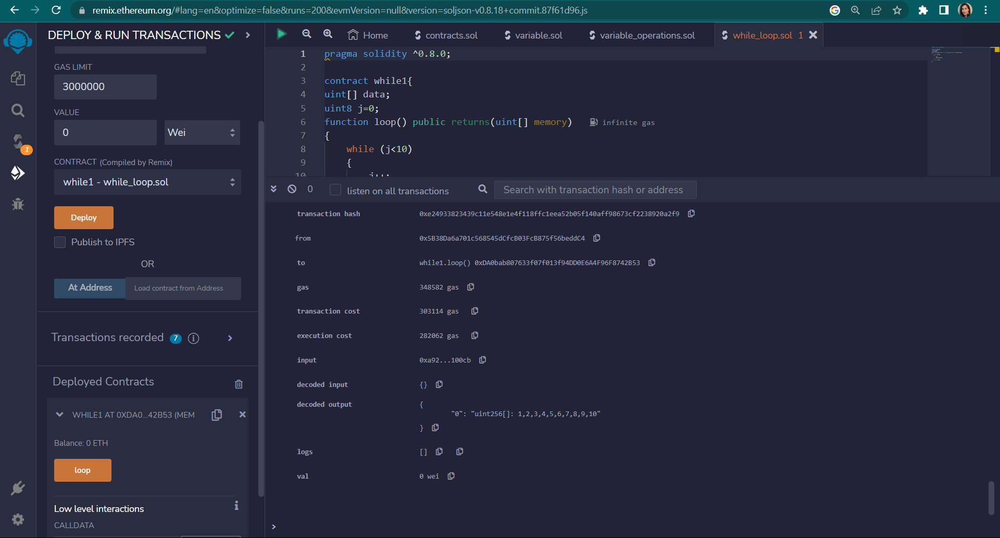 remix.ethereum.org/#lang=en&optimize=false&runs=200&evmVersion=null&version=soljson-v0.8.18+commit.87f61d96.js
DEPLOY & RUN TRANSACTIONS
GAS LIMIT
3000000
VALUE
0 Wei
CONTRACT (Compiled by Remix)
while1 - while_loop.sol
Deploy
Publish to IPFS
OR
At Address Load contract from Address
Transactions recorded 7
Deployed Contracts
WHILE1 AT 0XDA0...42B53 (MEM
Balance: 0 ETH
loop
Low level interactions
CALLDATA
1
Home contracts.sol variable.sol variable_operations.sol while_loop.sol 1
1 pragma solidity ^0.8.0;
2
3 contract while1{
4 uint[] data;
5 uint8 j=0;
6 function loop() public returns(uint[] memory) infinite gas
7 {
8 while (j<10)
9 {
10 j++;
0 listen on all transactions Search with transaction hash or address
transaction hash 0xe24933823439c11e548e1e4f118ffc1eea52b05f140aff98673cf2238920a2f9
from 0x5B38Da6a701c568545dCfcB03FcB875f56beddC4
to while1.loop() 0xDA0bab807633f07f013f94DD0E6A4F96F8742B53
gas 348582 gas
transaction cost 303114 gas
execution cost 282062 gas
input 0xa92...100cb
decoded input {}
decoded output {
"0": "uint256[]: 1,2,3,4,5,6,7,8,9,10"
}
logs []
val 0 wei
>